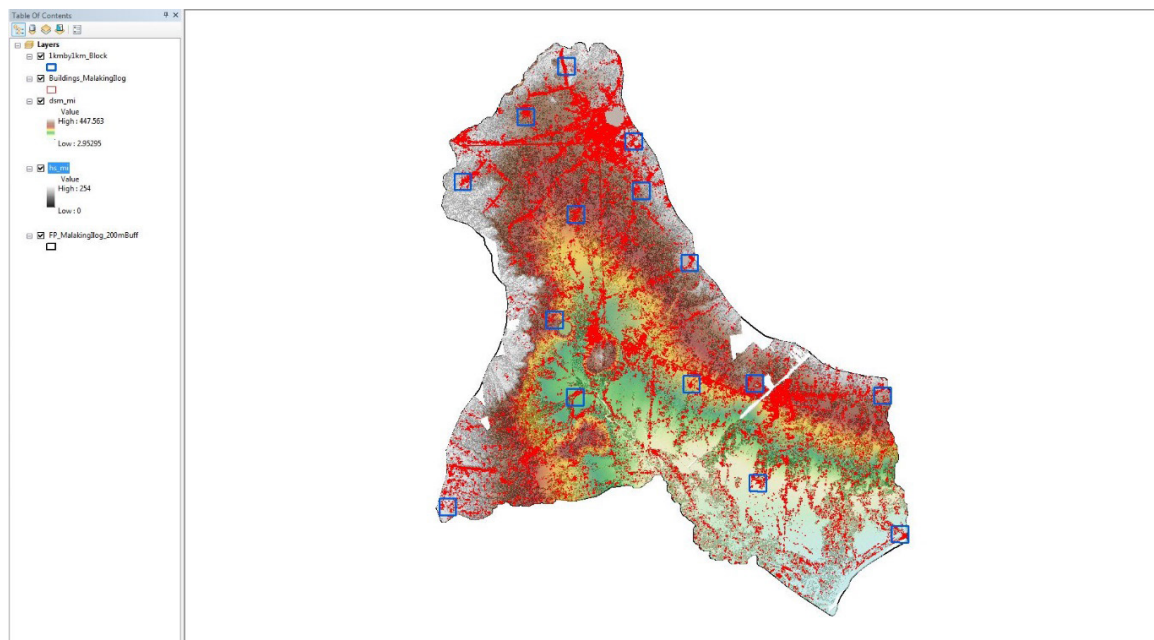 Table Of Contents
Layers
1kmby1km_Block
Buildings_MalakingIlog
dsm_mi
Value
High : 447.563
Low : 2.95295
hs_mi
Value
High : 254
Low : 0
FP_MalakingIlog_200mBuff